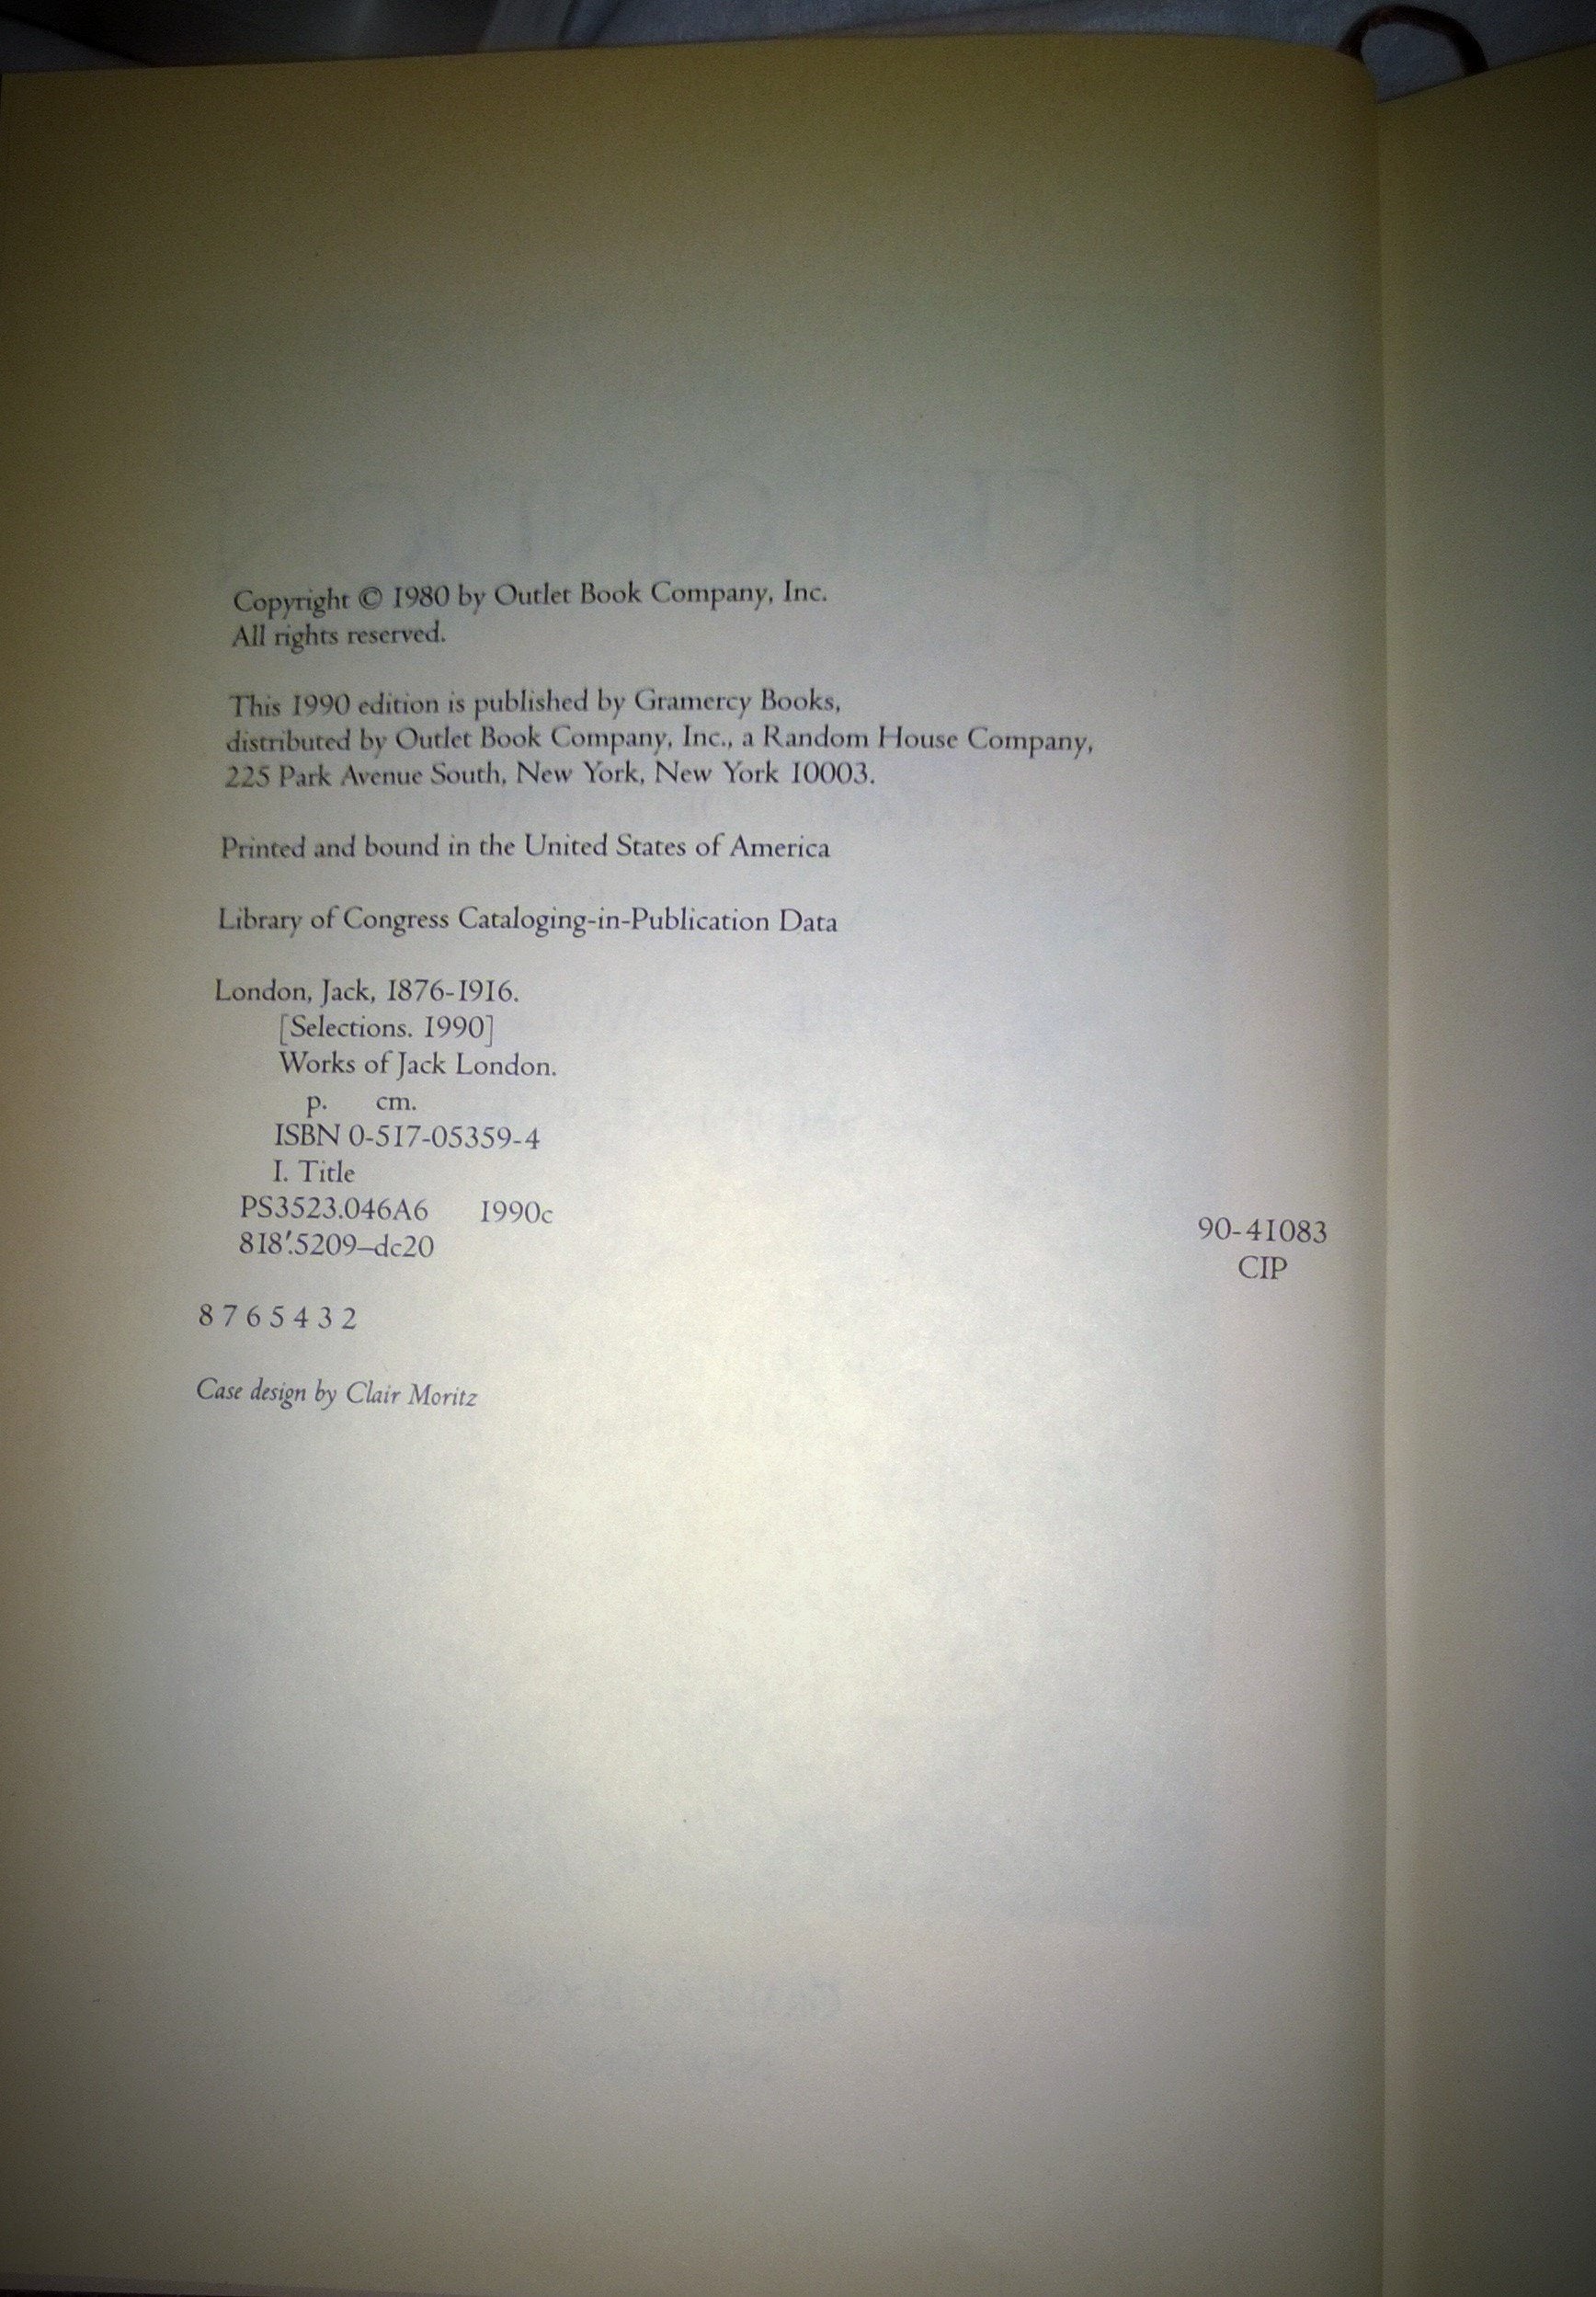 Copyright © 1980 by Outlet Book Company, Inc.
All rights reserved.
This 1990 edition is published by Gramercy Books,
distributed by Outlet Book Company, Inc., a Random House Company,
225 Park Avenue South, New York, New York 10003.
Printed and bound in the United States of America
Library of Congress Cataloging-in-Publication Data
London, Jack, 1876-1916.
[Selections. 1990]
Works of Jack London.
p. cm.
ISBN 0-517-05359-4
I. Title
PS3523.046A6 1990c
818'.5209—dc20
90-41083
CIP
8 7 6 5 4 3 2
Case design by Clair Moritz